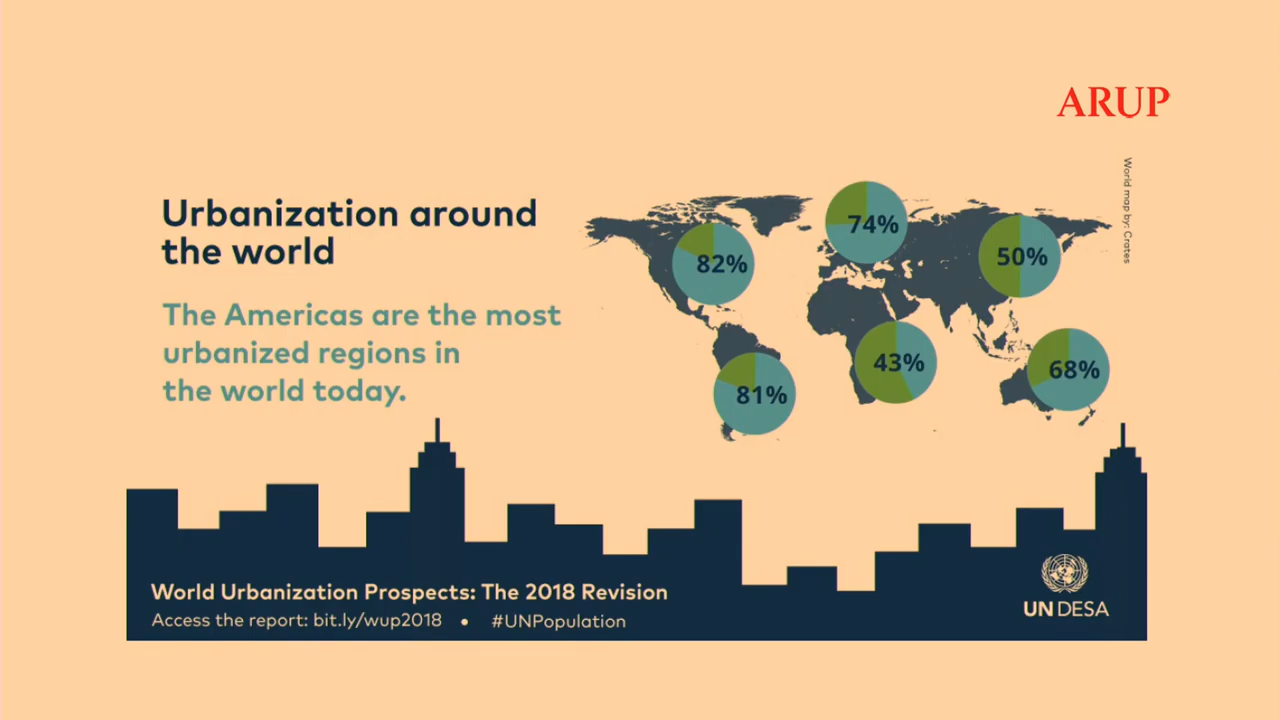 ARUP
Urbanization around
the world
The Americas are the most
urbanized regions in
the world today.
World map by: Crates
82%
74%
50%
81%
43%
68%
World Urbanization Prospects: The 2018 Revision
Access the report: bit.ly/wup2018 • #UNPopulation
UN DESA